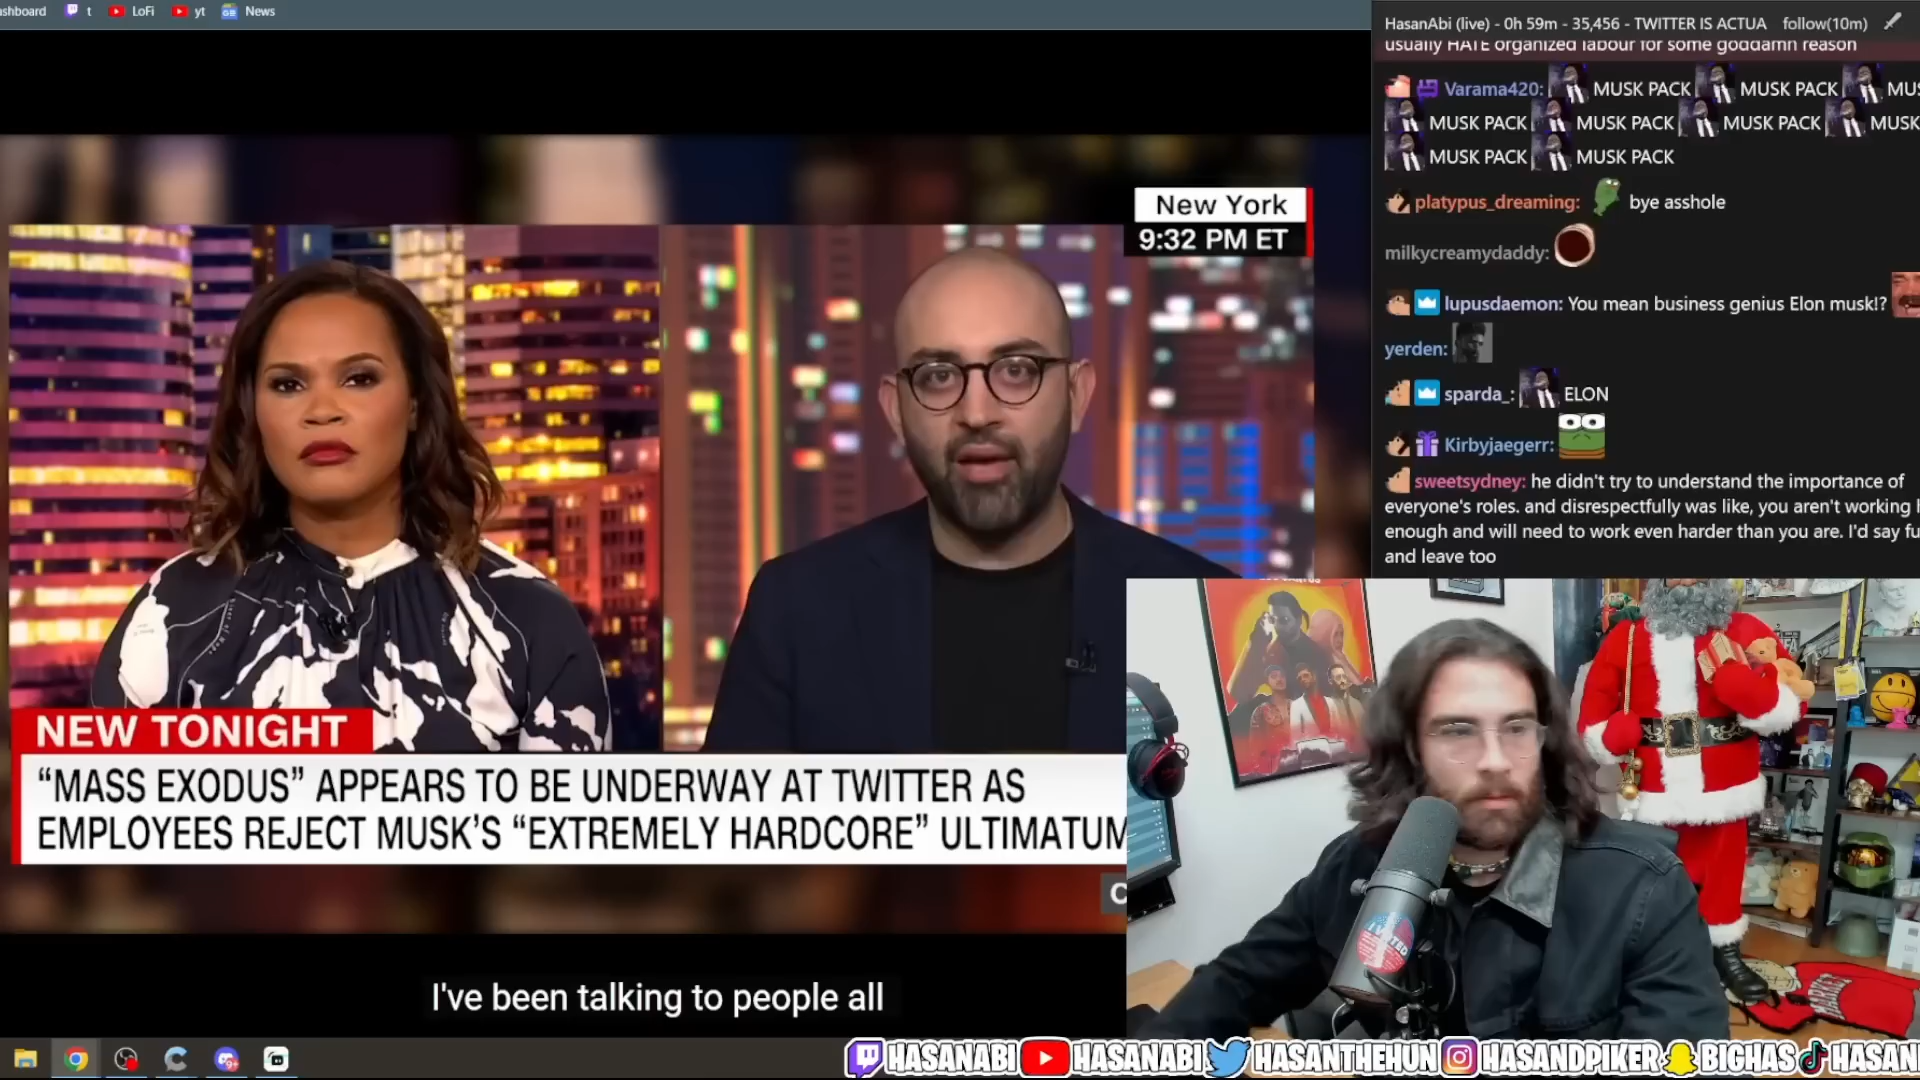 t
LoFi
yt
News
HasanAbi (live) - 0h 59m - 35,456 - TWITTER IS ACTUA follow(10m)
usually HATE organized labour for some goddamn reason
Varama420: MUSK PACK MUSK PACK
MUSK PACK MUSK PACK MUSK PACK MUSK
MUSK PACK MUSK PACK
platypus_dreaming: bye asshole
milkycreamydaddy:
lupusdaemon: You mean business genius Elon musk!?
yerden:
sparda_: ELON
Kirbyjaegerr:
sweetsydney: he didn't try to understand the importance of
everyone's roles. and disrespectfully was like, you aren't working
enough and will need to work even harder than you are. I'd say
and leave too
New York
9:32 PM ET
NEW TONIGHT
“MASS EXODUS” APPEARS TO BE UNDERWAY AT TWITTER AS
EMPLOYEES REJECT MUSK’S “EXTREMELY HARDCORE” ULTIMATUM
I VOTED
I've been talking to people all
HASANABI HASANABI HASANTHEHUN HASANDPIKER BIGHAS HASAN